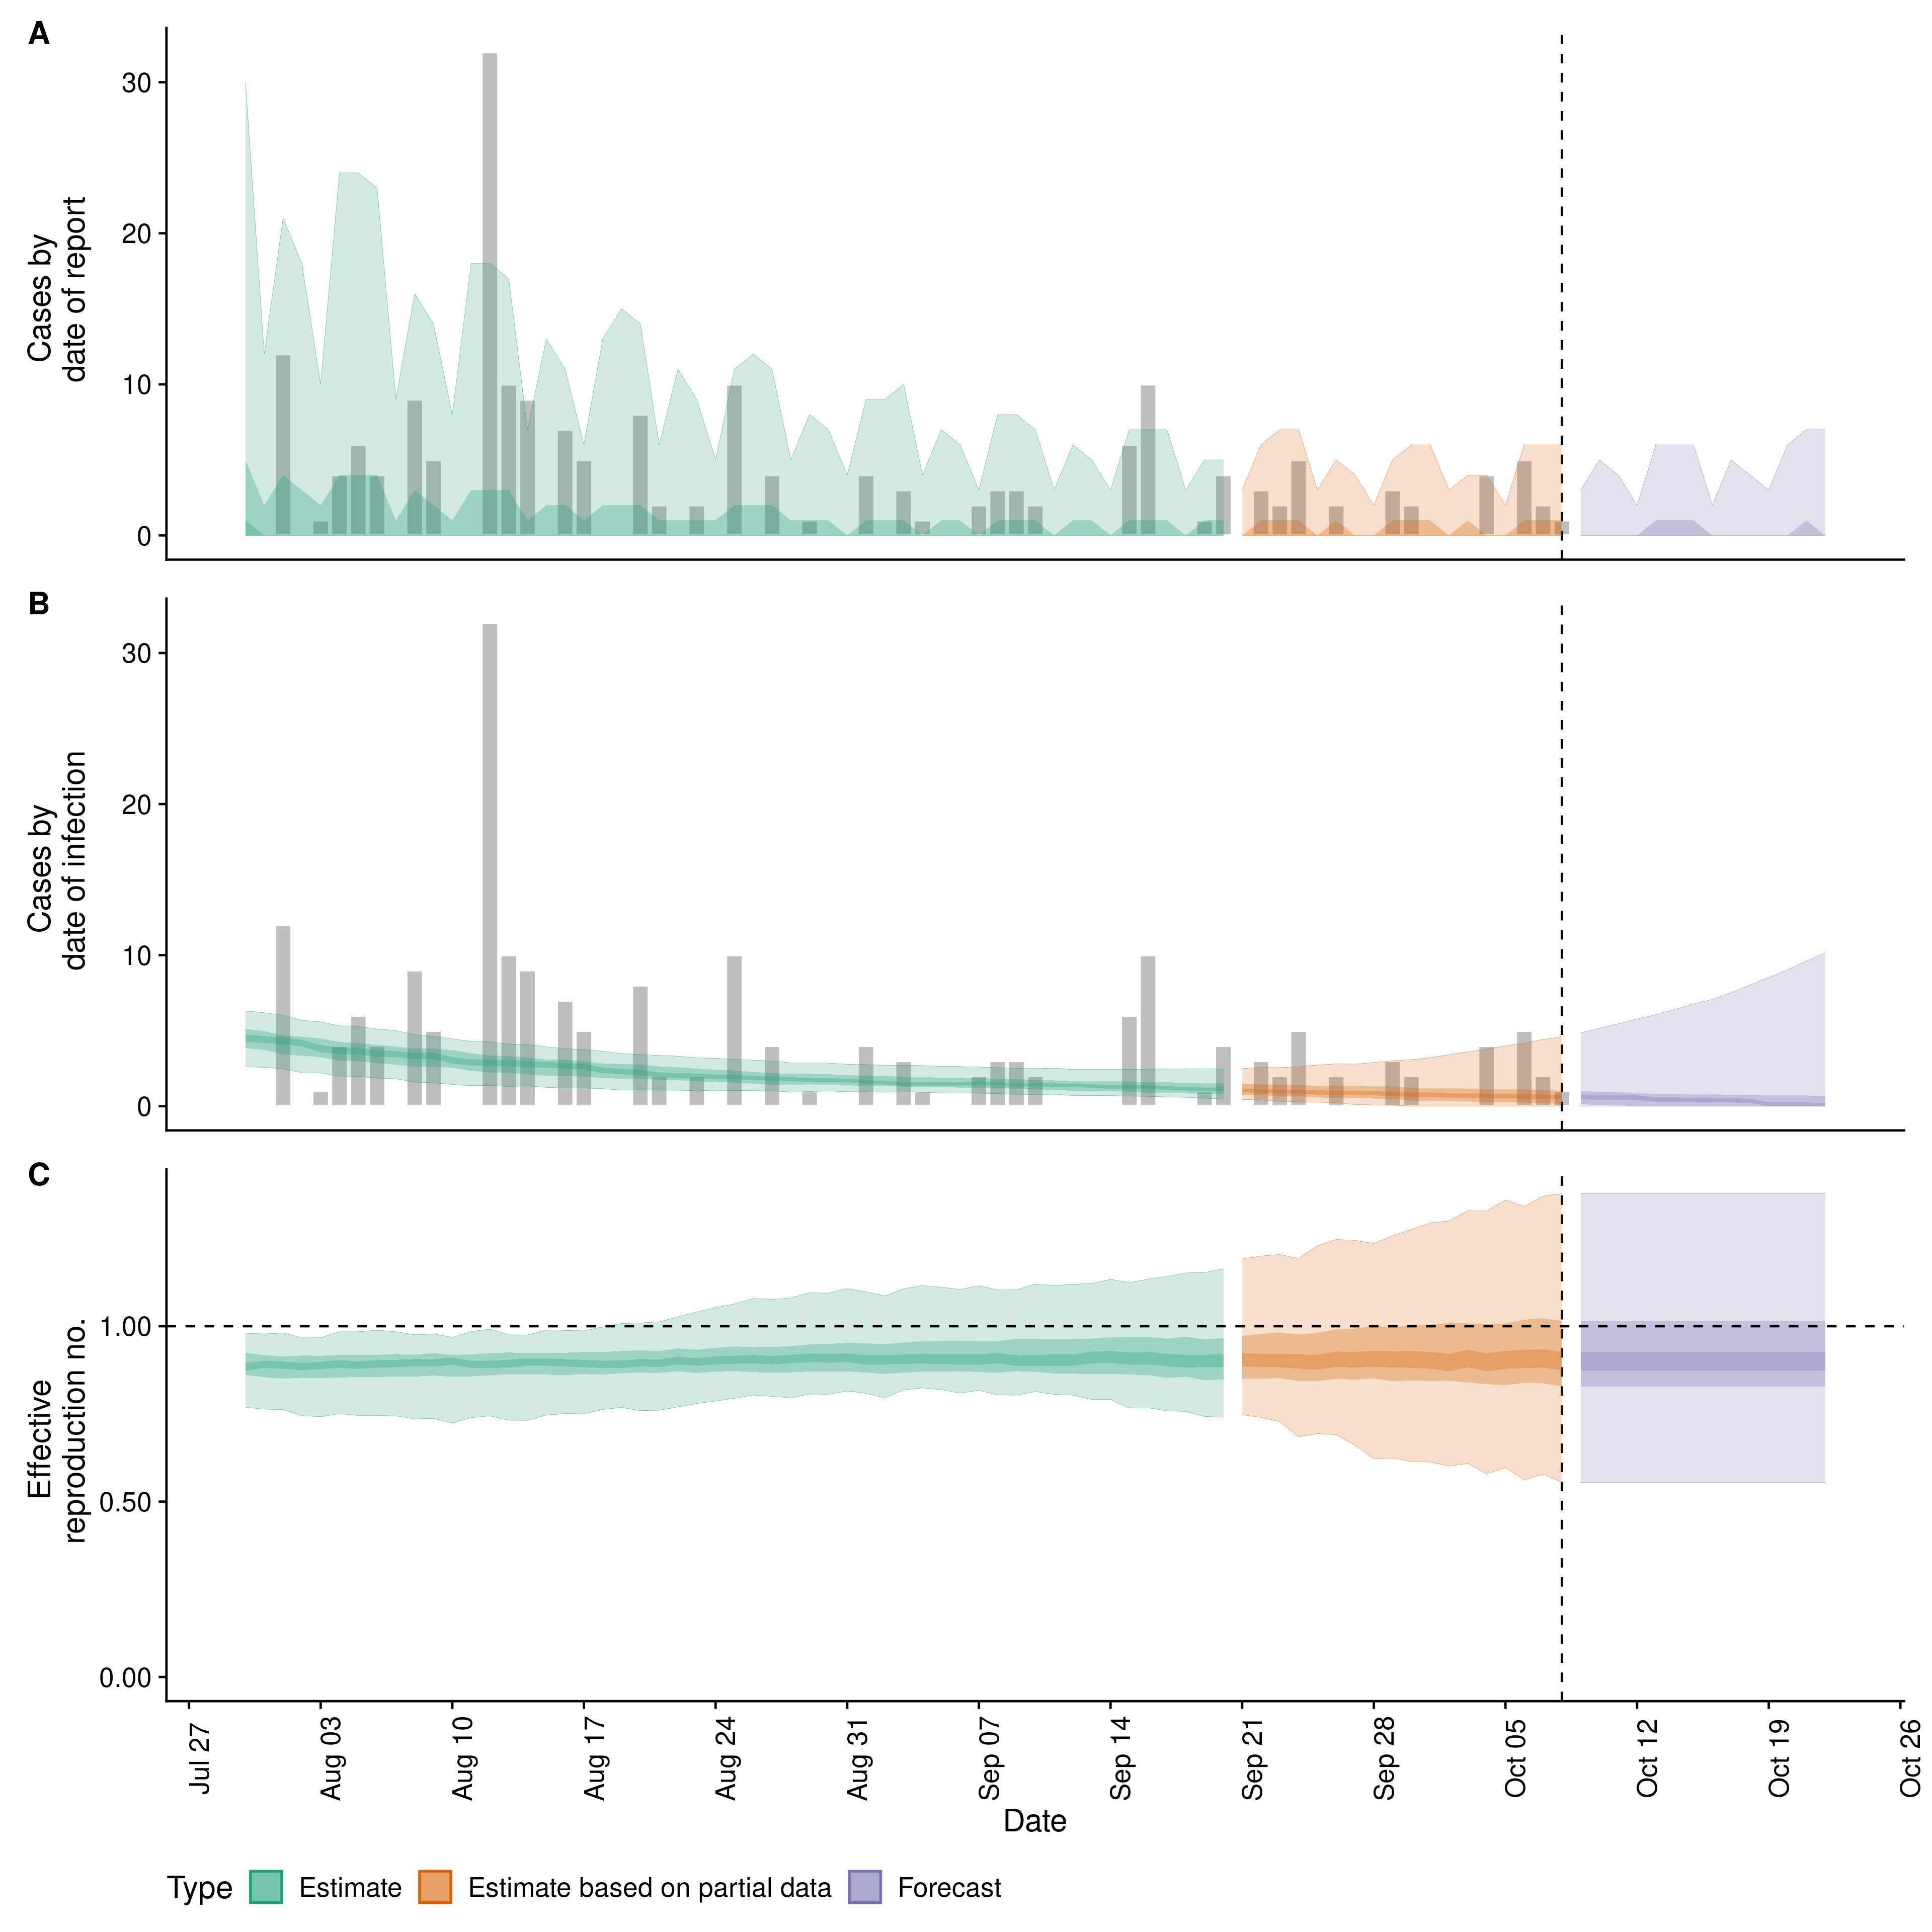 A
30
20
10
0
Cases by
date of report
B
30
20
10
0
Cases by
date of infection
C
1.00
0.50
0.00
Effective
reproduction no.
Jul 27
Aug 03
Aug 10
Aug 17
Aug 24
Aug 31
Sep 07
Sep 14
Sep 21
Sep 28
Oct 05
Oct 12
Oct 19
Oct 26
Date
Type Estimate Estimate based on partial data Forecast